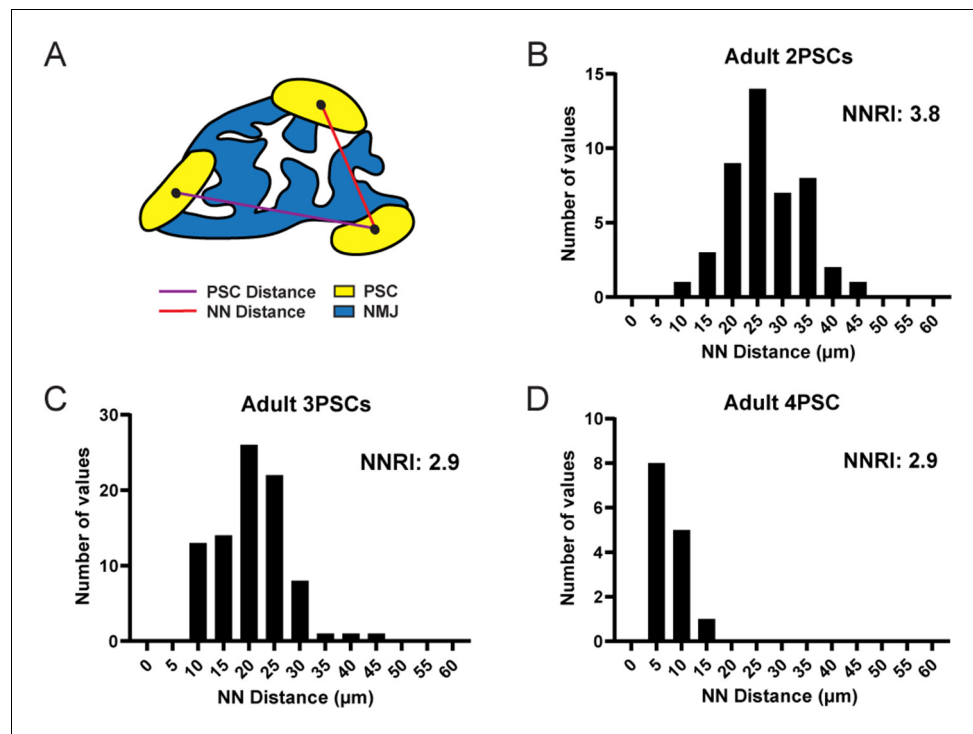 A
PSC Distance
NN Distance
PSC
NMJ
B
Adult 2PSCs
NNRI: 3.8
Number of values
15
10
5
0
0 5 10 15 20 25 30 35 40 45 50 55 60
NN Distance (µm)
C
Adult 3PSCs
NNRI: 2.9
Number of values
30
20
10
0
0 5 10 15 20 25 30 35 40 45 50 55 60
NN Distance (µm)
D
Adult 4PSC
NNRI: 2.9
Number of values
10
8
6
4
2
0
0 5 10 15 20 25 30 35 40 45 50 55 60
NN Distance (µm)